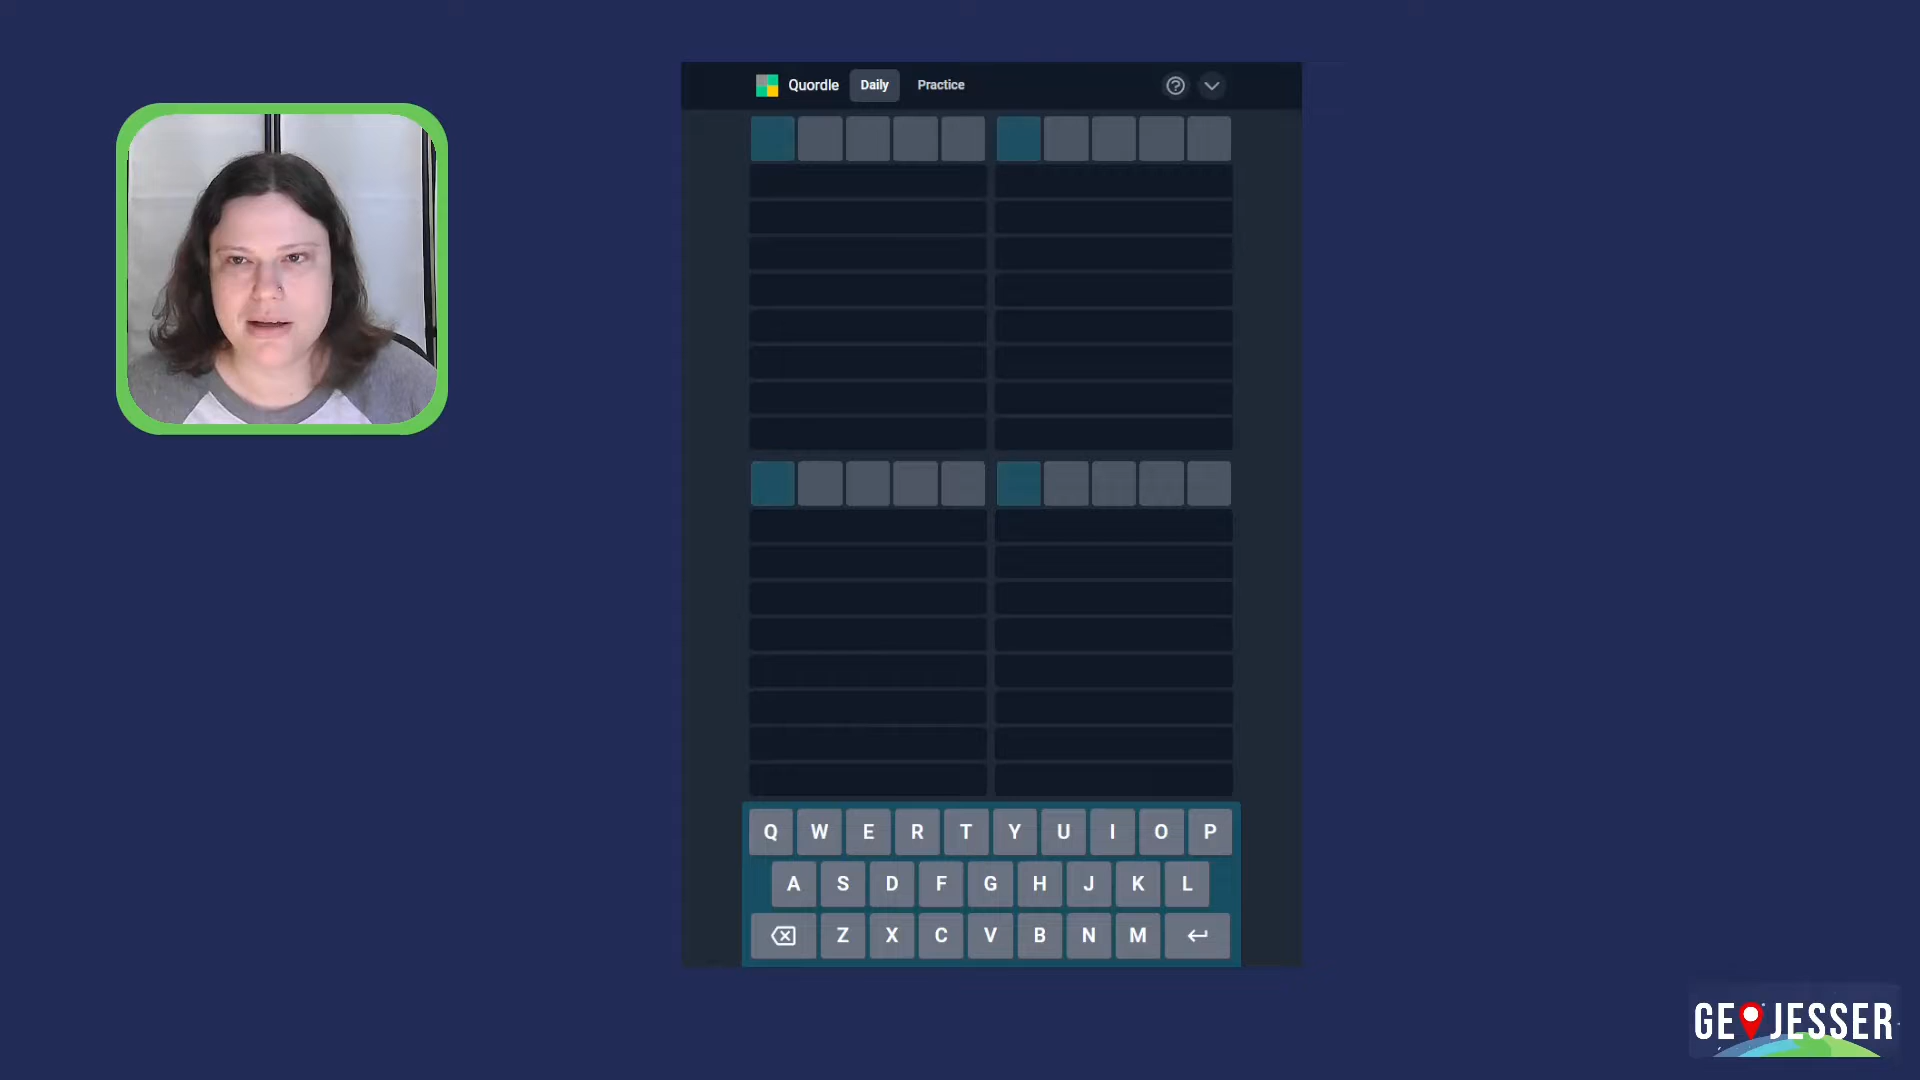 Quordle Daily Practice
Q W E R T Y U I O P
A S D F G H J K L
Z X C V B N M
GEOJESSER